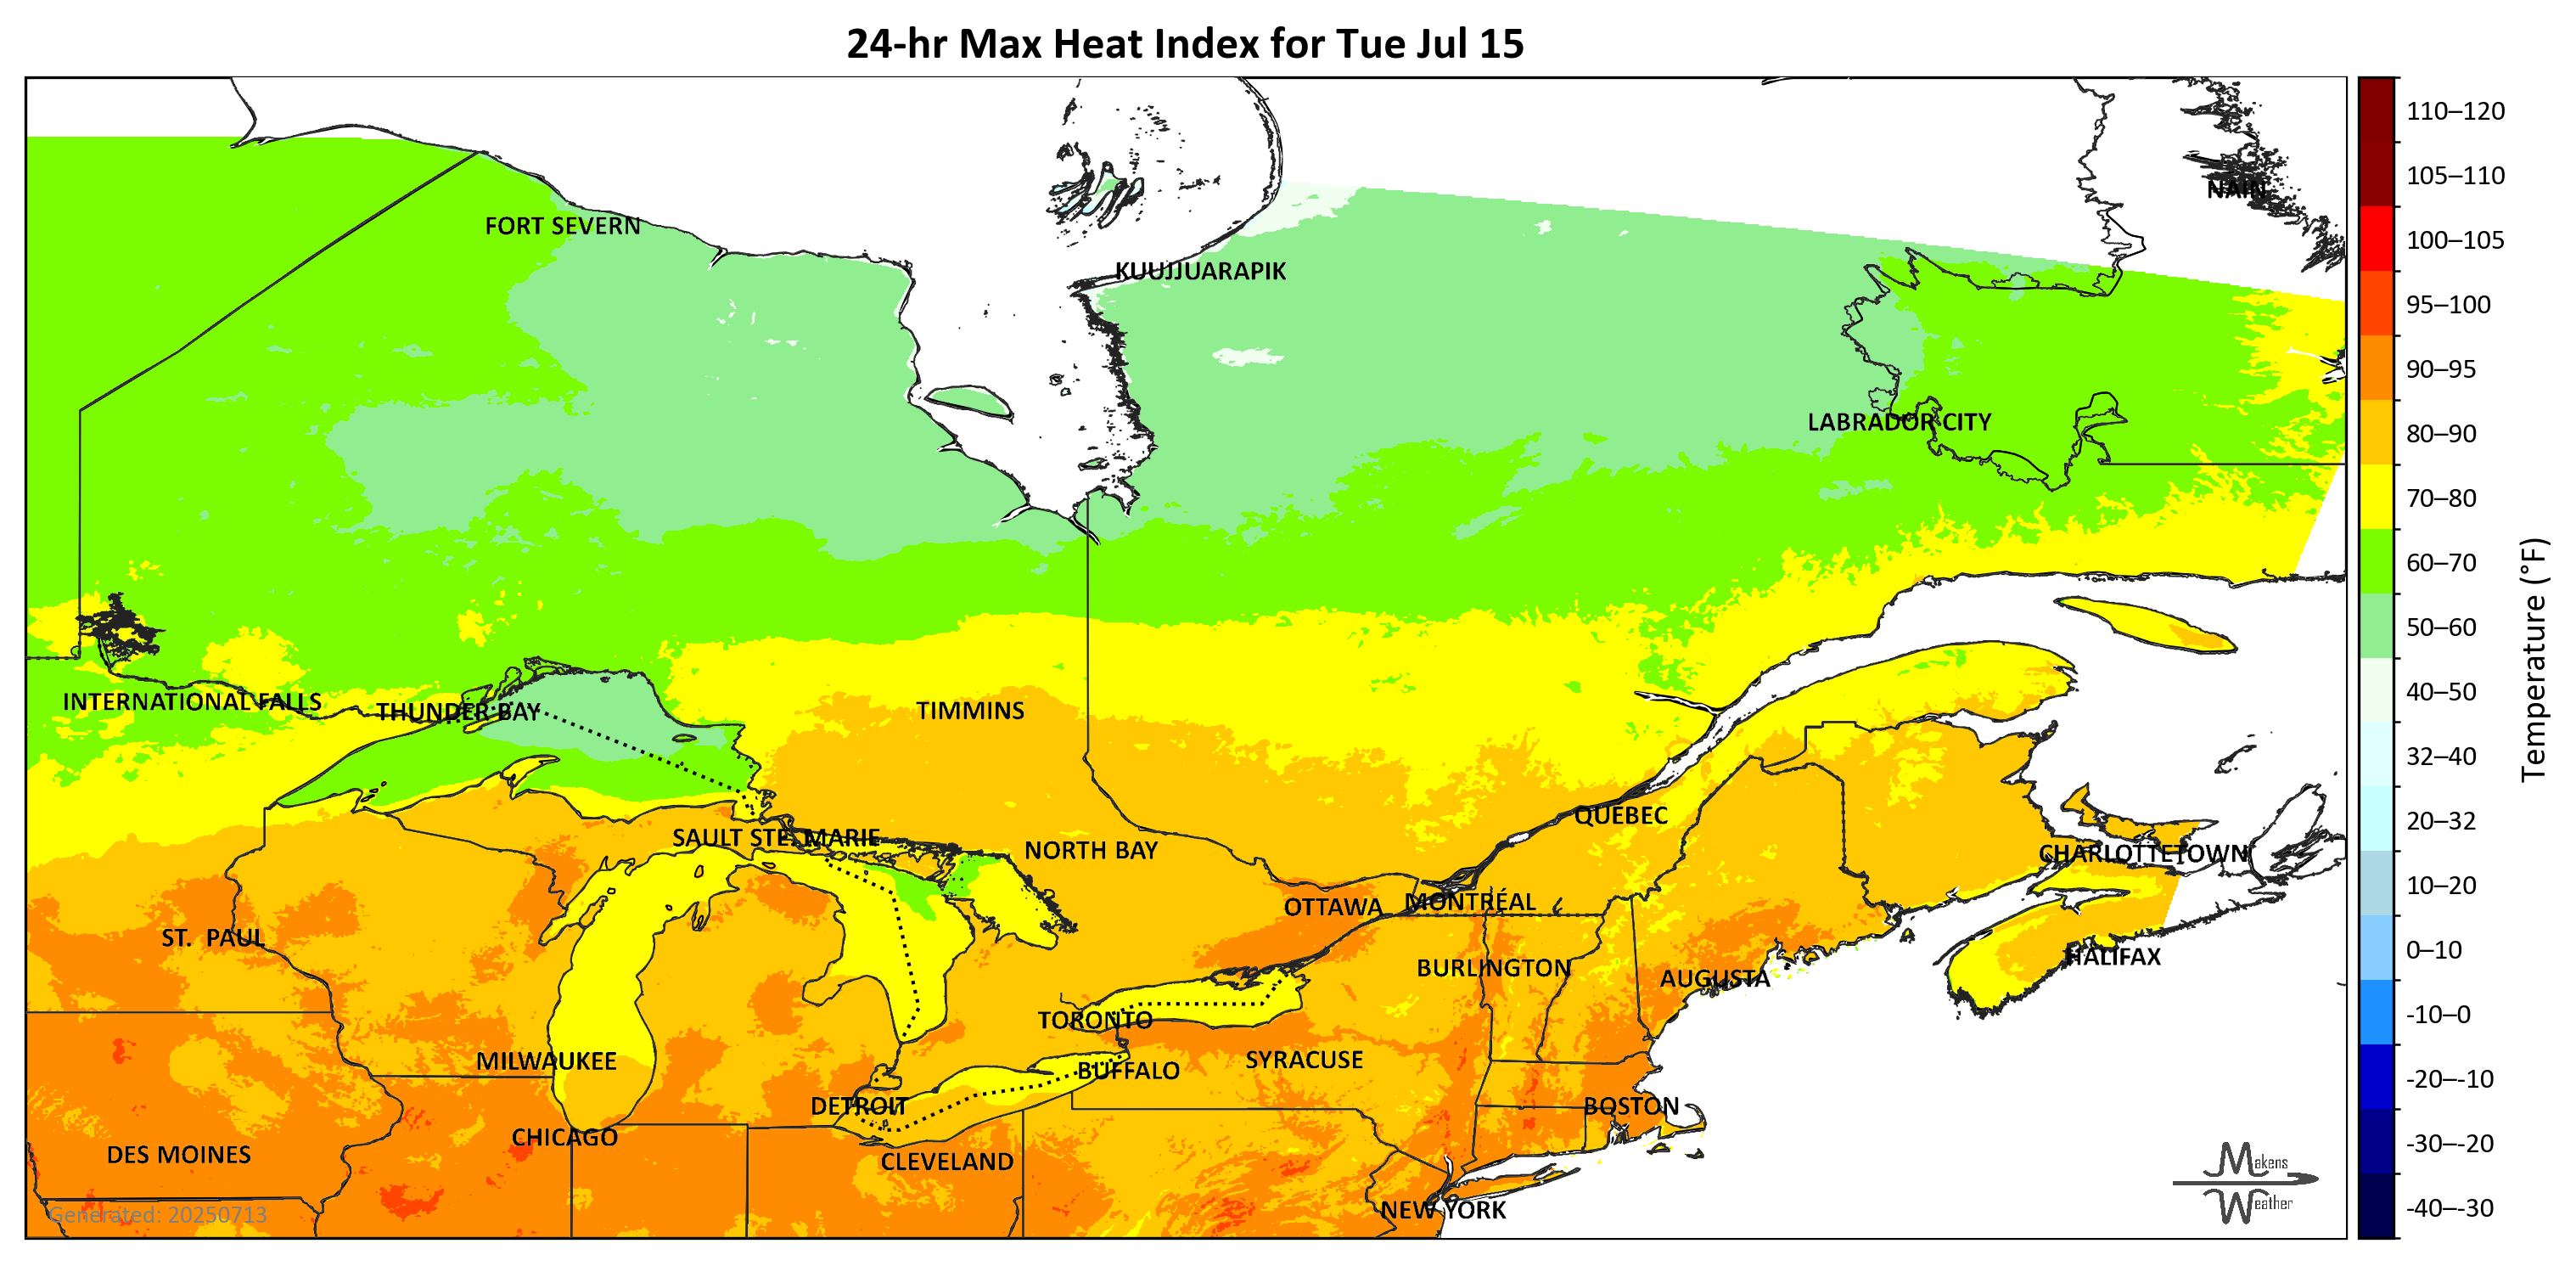 24-hr Max Heat Index for Tue Jul 15
NAIN
FORT SEVERN
KUUJJUARAPIK
LABRADOR CITY
INTERNATIONAL FALLS
THUNDER BAY
TIMMINS
QUÉBEC
SAULT STE. MARIE
NORTH BAY
CHARLOTTETOWN
OTTAWA
MONTRÉAL
ST.  PAUL
HALIFAX
BURLINGTON
AUGUSTA
TORONTO
MILWAUKEE
SYRACUSE
BUFFALO
DETROIT
BOSTON
CHICAGO
DES MOINES
CLEVELAND
NEW YORK
Generated: 20250713
Makens
Weather
110–120
105–110
100–105
95–100
90–95
80–90
70–80
60–70
50–60
40–50
32–40
20–32
10–20
0–10
-10–0
-20–-10
-30–-20
-40–-30
Temperature (°F)